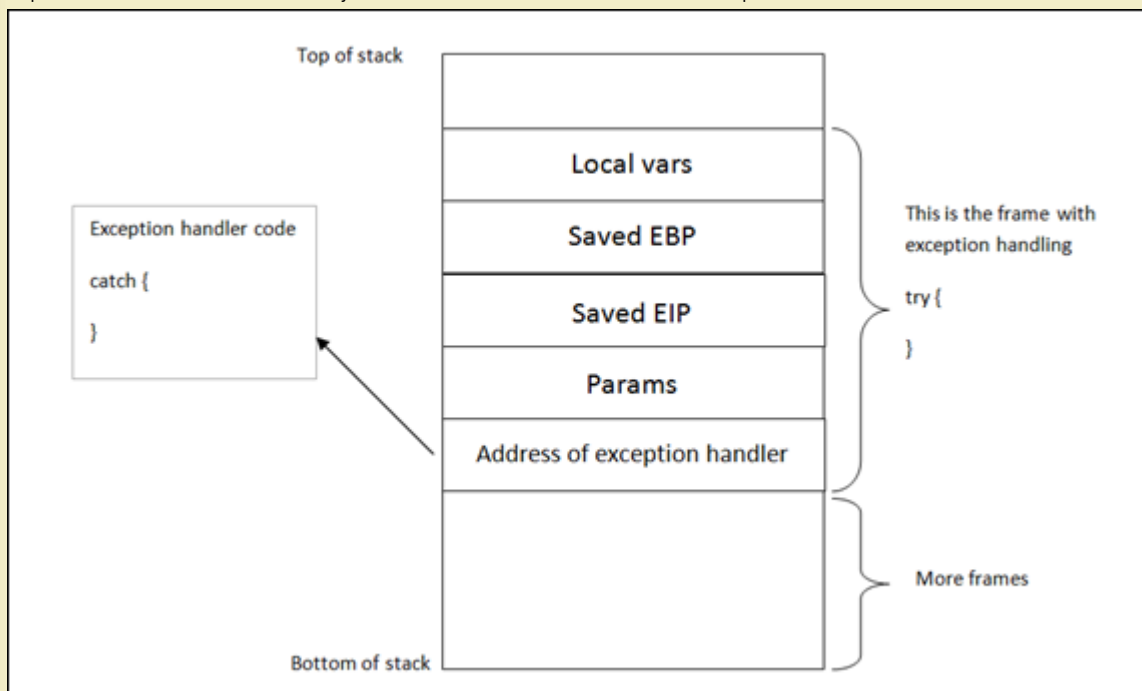 Top of stack
Local vars
Saved EBP
Saved EIP
Params
Address of exception handler
Bottom of stack
Exception handler code
catch {
}
This is the frame with
exception handling
try {
}
More frames